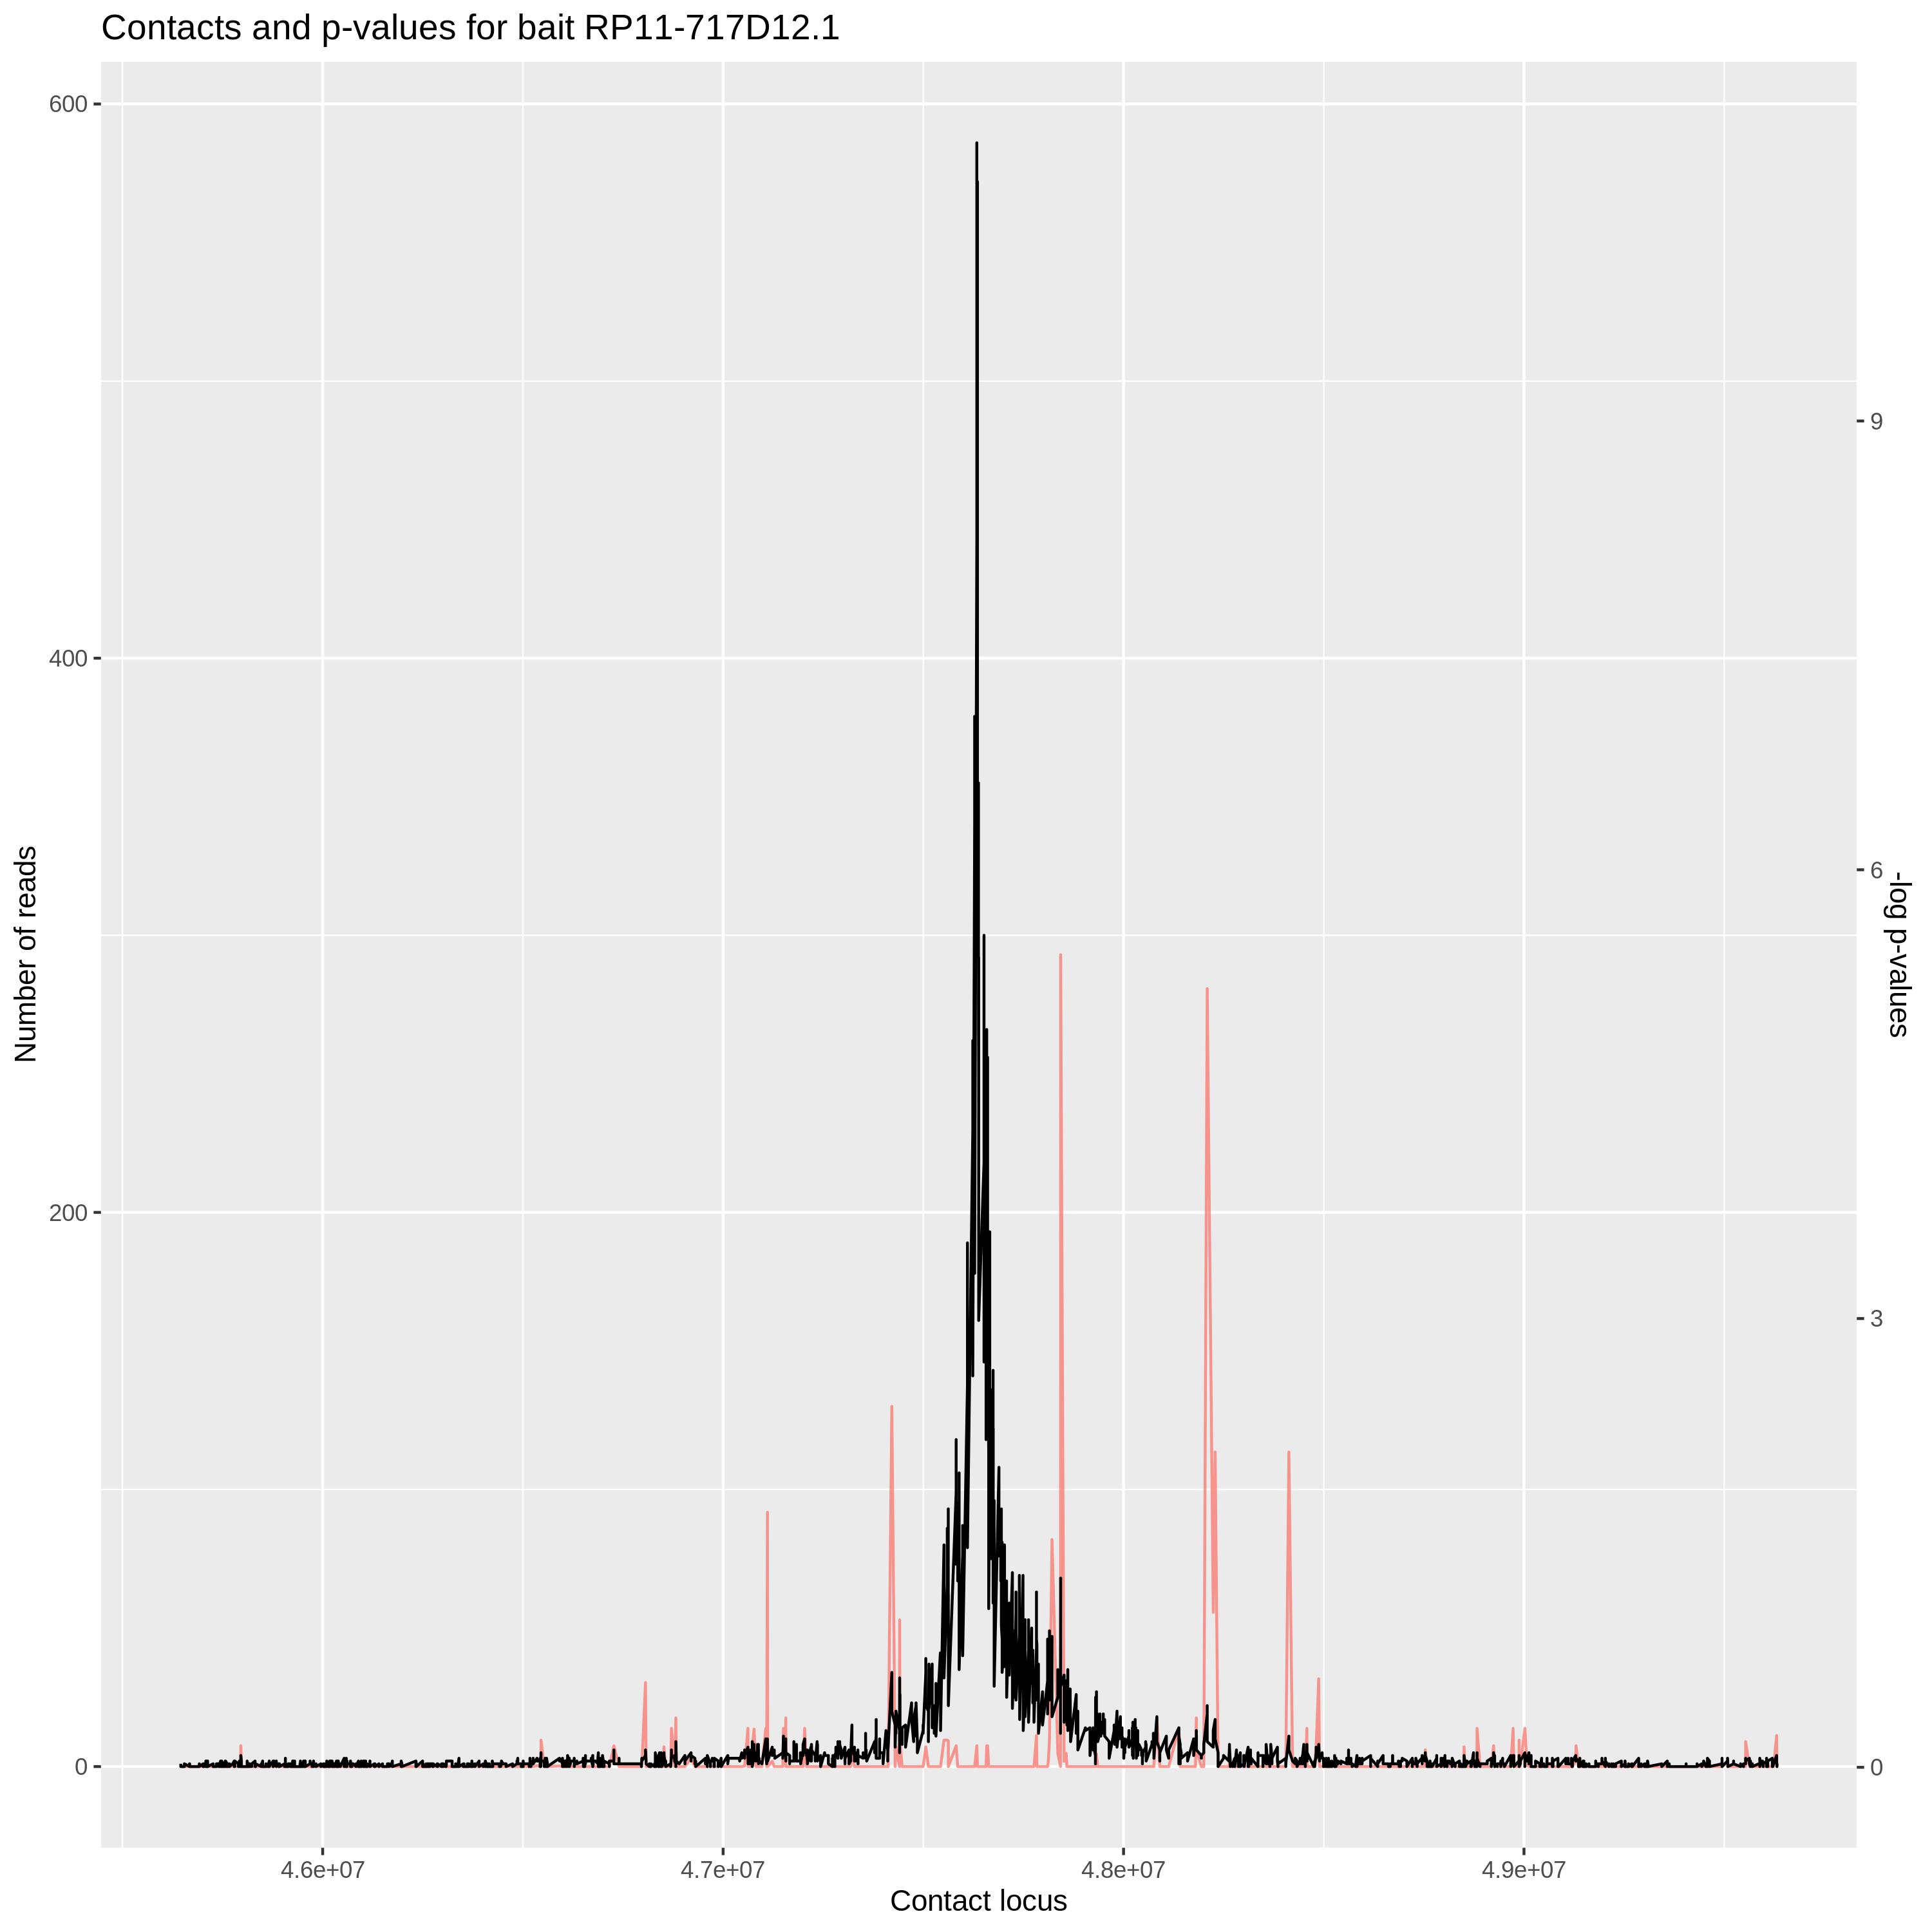 Contacts and p-values for bait RP11-717D12.1
600
400
200
0
Number of reads
9
6
3
0
-log p-values
4.6e+07
4.7e+07
4.8e+07
4.9e+07
Contact locus